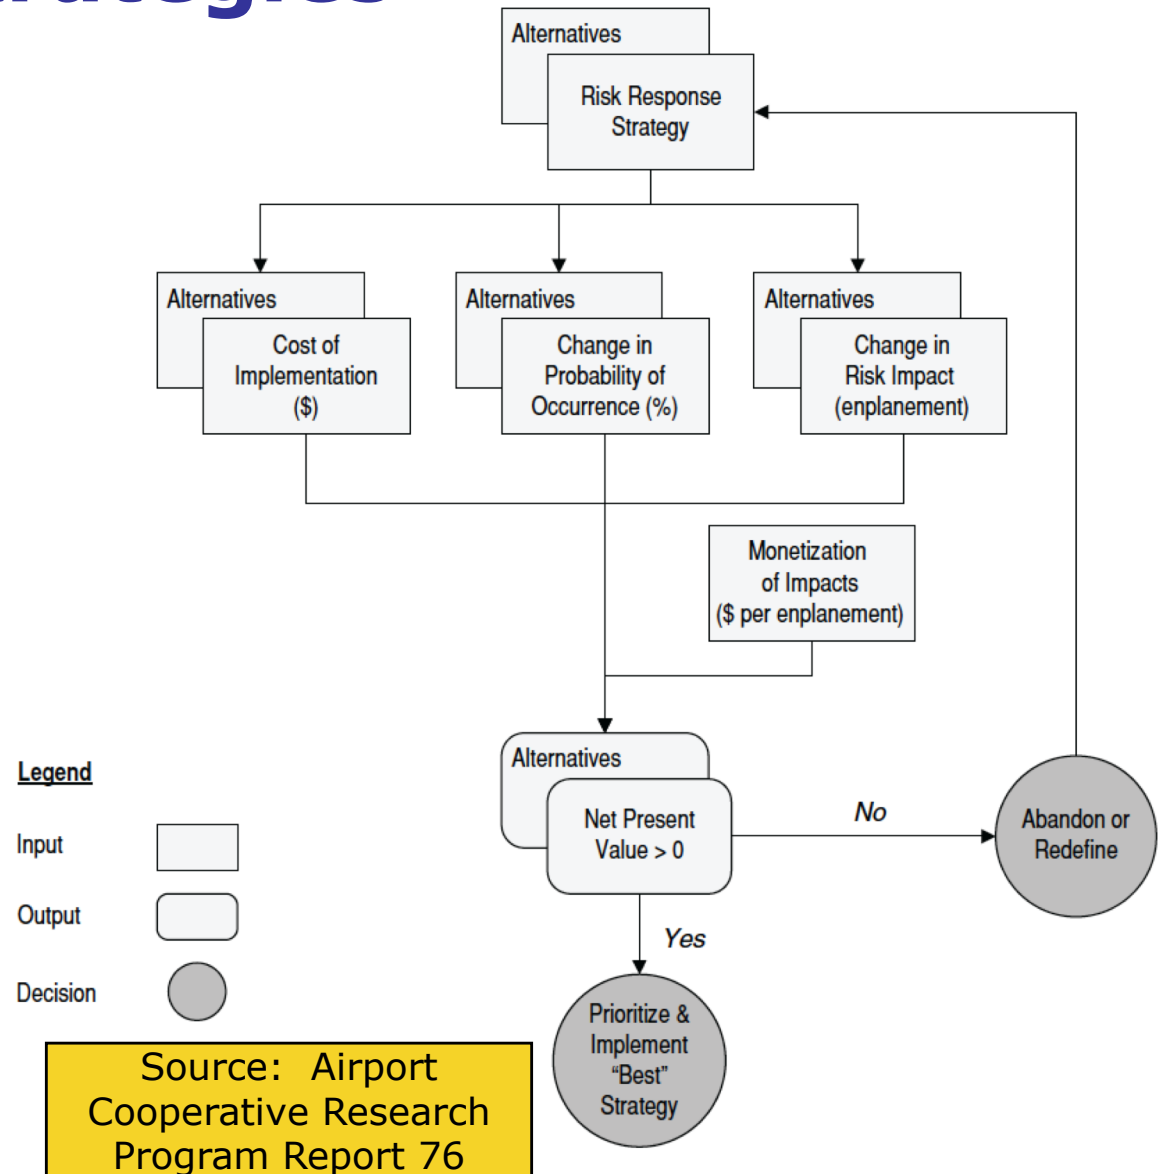 Alternatives
Risk Response
Strategy
Alternatives
Cost of
Implementation
($)
Alternatives
Change in
Probability of
Occurrence (%)
Alternatives
Change in
Risk Impact
(enplanement)
Monetization
of Impacts
($ per enplanement)
Alternatives
Net Present
Value > 0
No
Abandon or
Redefine
Yes
Prioritize &
Implement
“Best”
Strategy
Legend
Input
Output
Decision
Source: Airport
Cooperative Research
Program Report 76